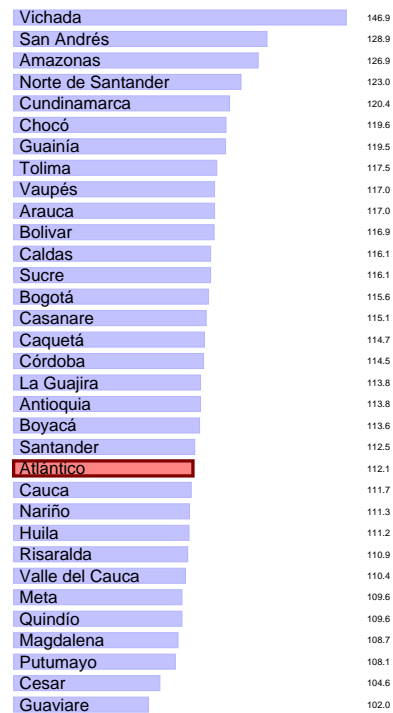 Vichada 146.9
San Andrés 128.9
Amazonas 126.9
Norte de Santander 123.0
Cundinamarca 120.4
Chocó 119.6
Guainía 119.5
Tolima 117.5
Vaupés 117.0
Arauca 117.0
Bolivar 116.9
Caldas 116.1
Sucre 116.1
Bogotá 115.6
Casanare 115.1
Caquetá 114.7
Córdoba 114.5
La Guajira 113.8
Antioquia 113.8
Boyacá 113.6
Santander 112.5
Atlántico 112.1
Cauca 111.7
Nariño 111.3
Huila 111.2
Risaralda 110.9
Valle del Cauca 110.4
Meta 109.6
Quindío 109.6
Magdalena 108.7
Putumayo 108.1
Cesar 104.6
Guaviare 102.0